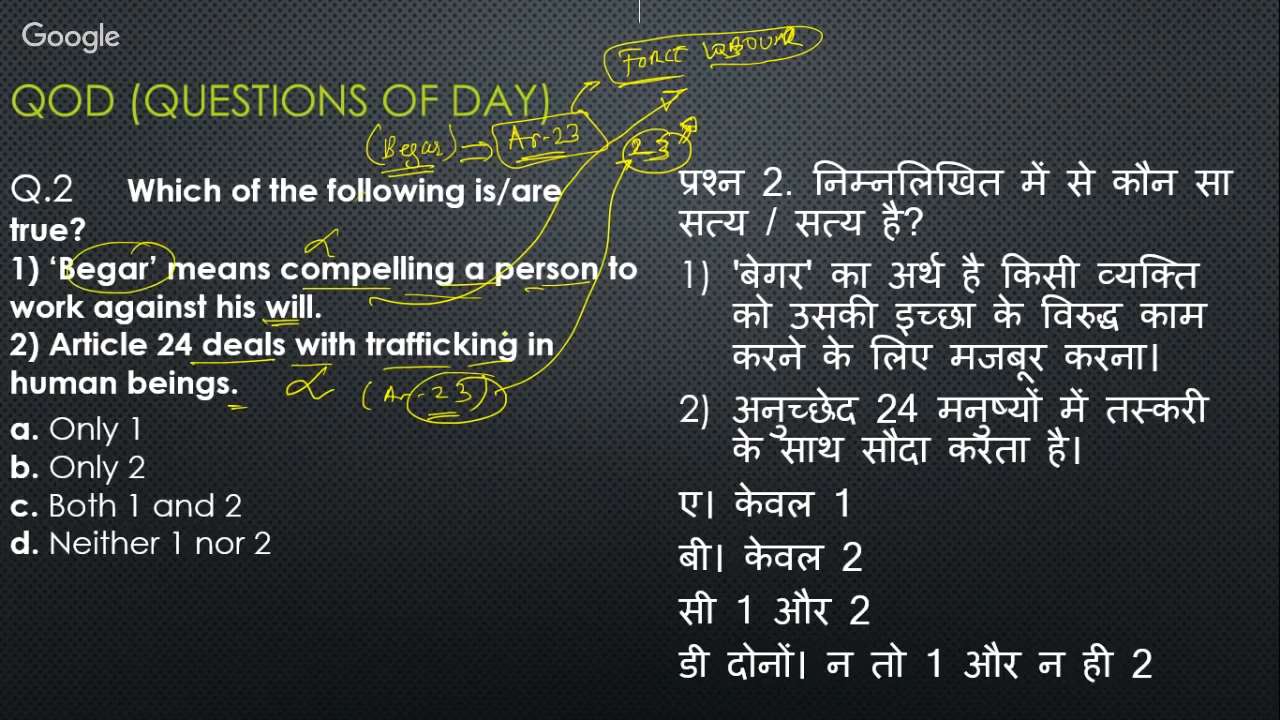 Google
FORCE LABOUR
QOD (QUESTIONS OF DAY)
(Begar) ⇒ Ar-23
23
Q.2 Which of the following is/are
true?
1) ‘Begar’ means compelling a person to
work against his will.
2) Article 24 deals with trafficking in
human beings.
(Ar-23)
a. Only 1
b. Only 2
c. Both 1 and 2
d. Neither 1 nor 2
प्रश्न 2. निम्नलिखित में से कौन सा
सत्य / सत्य है?
1) 'बेगर' का अर्थ है किसी व्यक्ति
को उसकी इच्छा के विरुद्ध काम
करने के लिए मजबूर करना।
2) अनुच्छेद 24 मनुष्यों में तस्करी
के साथ सौदा करता है।
ए। केवल 1
बी। केवल 2
सी 1 और 2
डी दोनों। न तो 1 और न ही 2